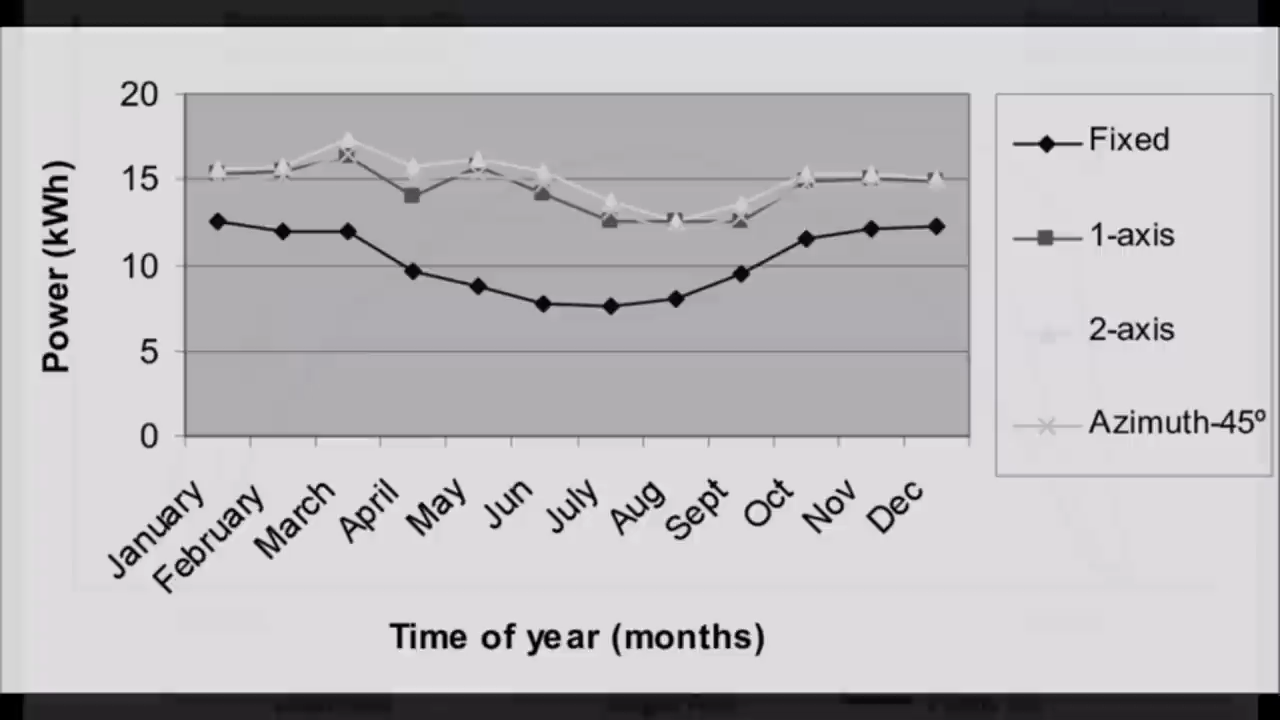 20
15
10
5
0
Power (kWh)
January
February
March
April
May
Jun
July
Aug
Sept
Oct
Nov
Dec
Time of year (months)
Fixed
1-axis
2-axis
Azimuth-45º